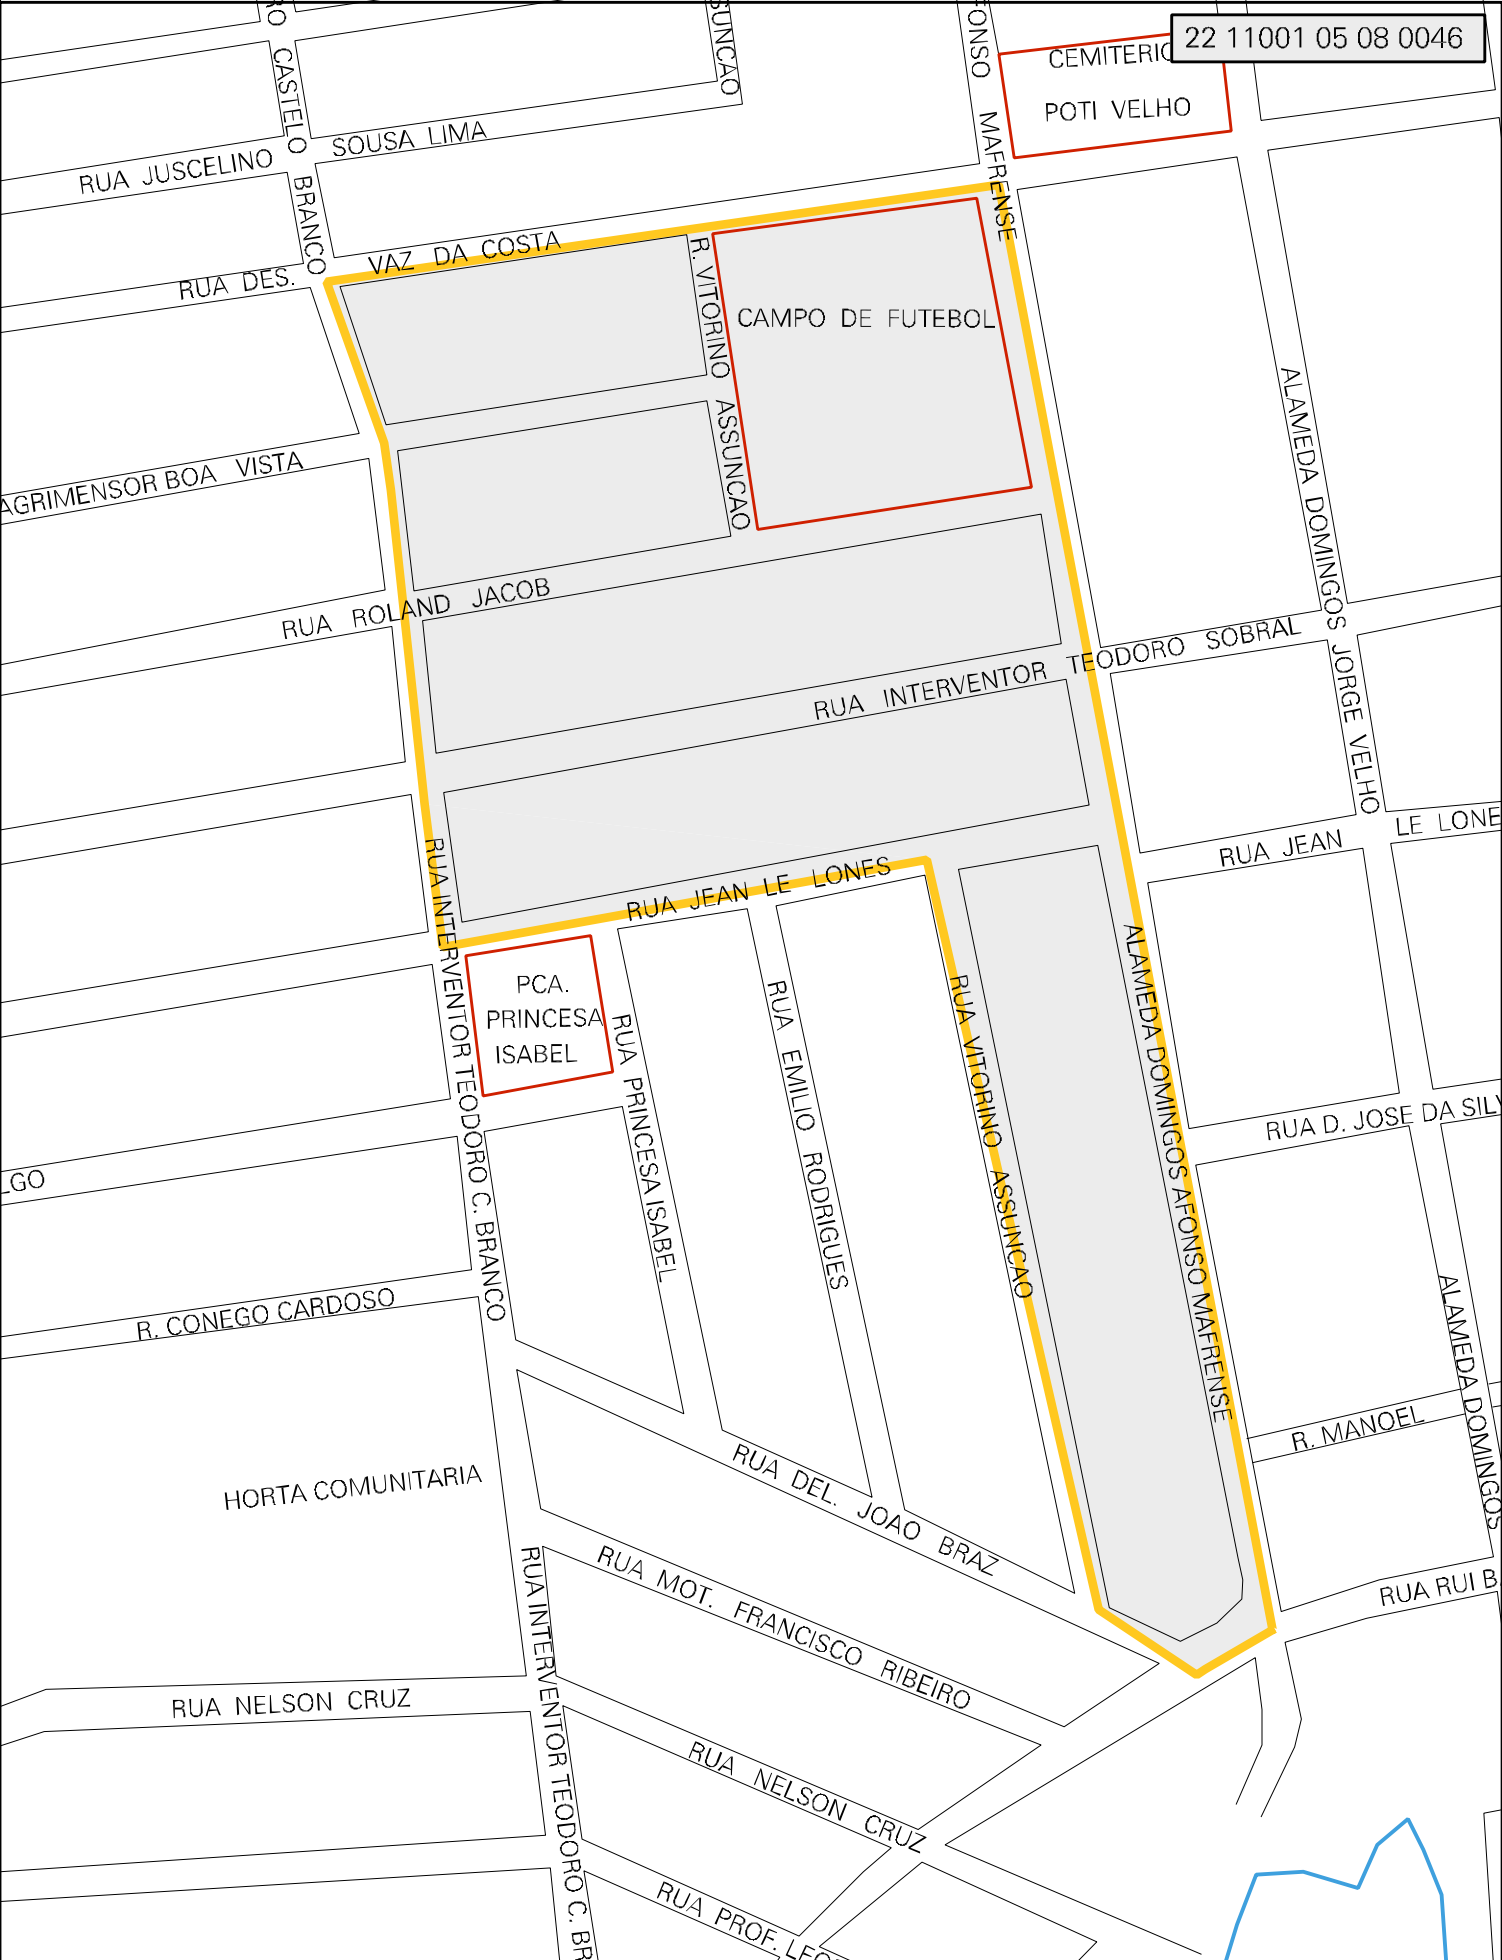 22 11001 05 08 0046
CEMITERIO
POTI VELHO
CASTELO BRANCO
MAFRENSE
RUA JUSCELINO
SOUSA LIMA
RUA DES.
VAZ DA COSTA
R. VITORINO ASSUNCAO
CAMPO DE FUTEBOL
ALAMEDA DOMINGOS JORGE VELHO
AGRIMENSOR BOA VISTA
RUA ROLAND JACOB
RUA INTERVENTOR TEODORO SOBRAL
RUA JEAN
LE LONE
RUA JEAN LE LONES
RUA INTERVENTOR TEODORO C. BRANCO
PCA.
PRINCESA
ISABEL
RUA PRINCESA ISABEL
RUA EMILIO RODRIGUES
RUA VITORINO ASSUNCAO
ALAMEDA DOMINGOS AFONSO MAFRENSE
RUA D. JOSE DA SILV
LGO
R. CONEGO CARDOSO
ALAMEDA DOMINGOS
R. MANOEL
HORTA COMUNITARIA
RUA DEL. JOAO BRAZ
RUA MOT. FRANCISCO RIBEIRO
RUA RUI B
RUA INTERVENTOR TEODORO C. BR
RUA NELSON CRUZ
RUA NELSON CRUZ
RUA PROF.